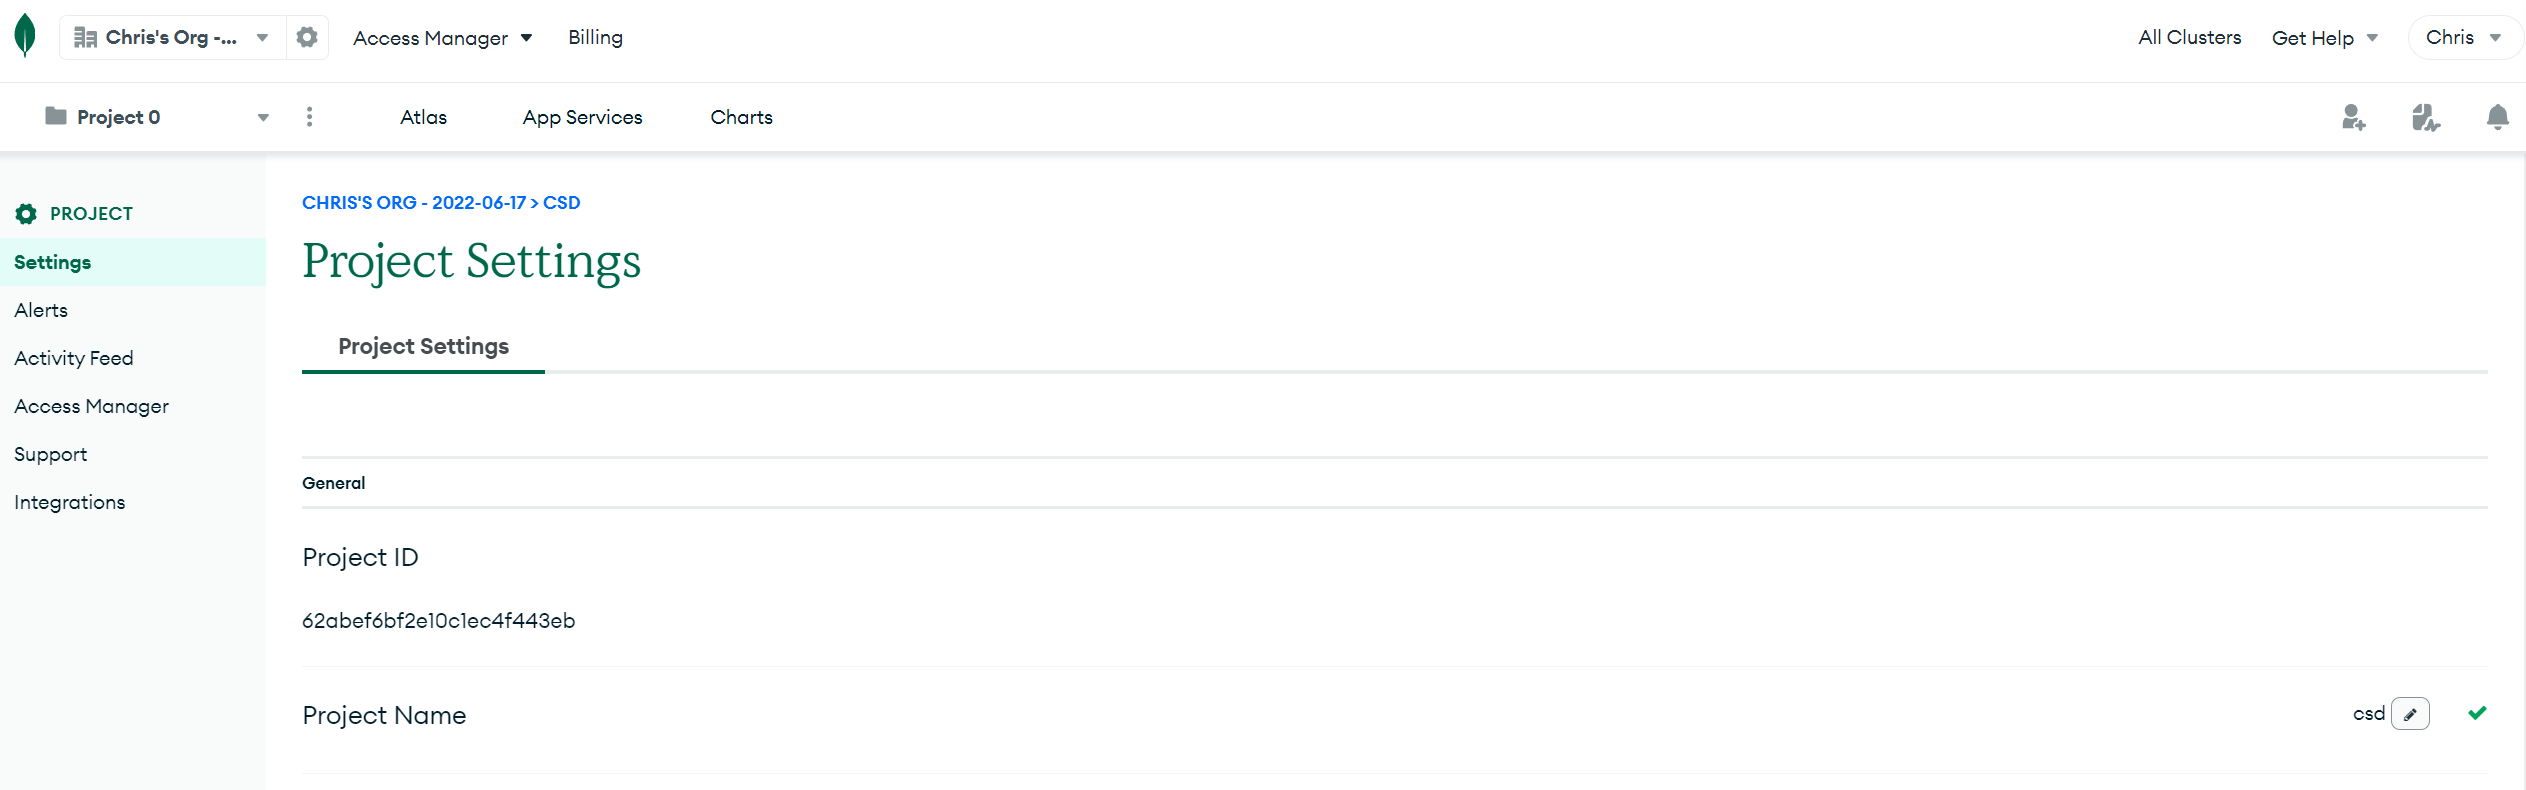 Chris's Org -...
Access Manager
Billing
All Clusters
Get Help
Chris
Project 0
Atlas
App Services
Charts
PROJECT
Settings
Alerts
Activity Feed
Access Manager
Support
Integrations
CHRIS'S ORG - 2022-06-17 > CSD
Project Settings
Project Settings
General
Project ID
62abef6bf2e10c1ec4f443eb
Project Name
csd